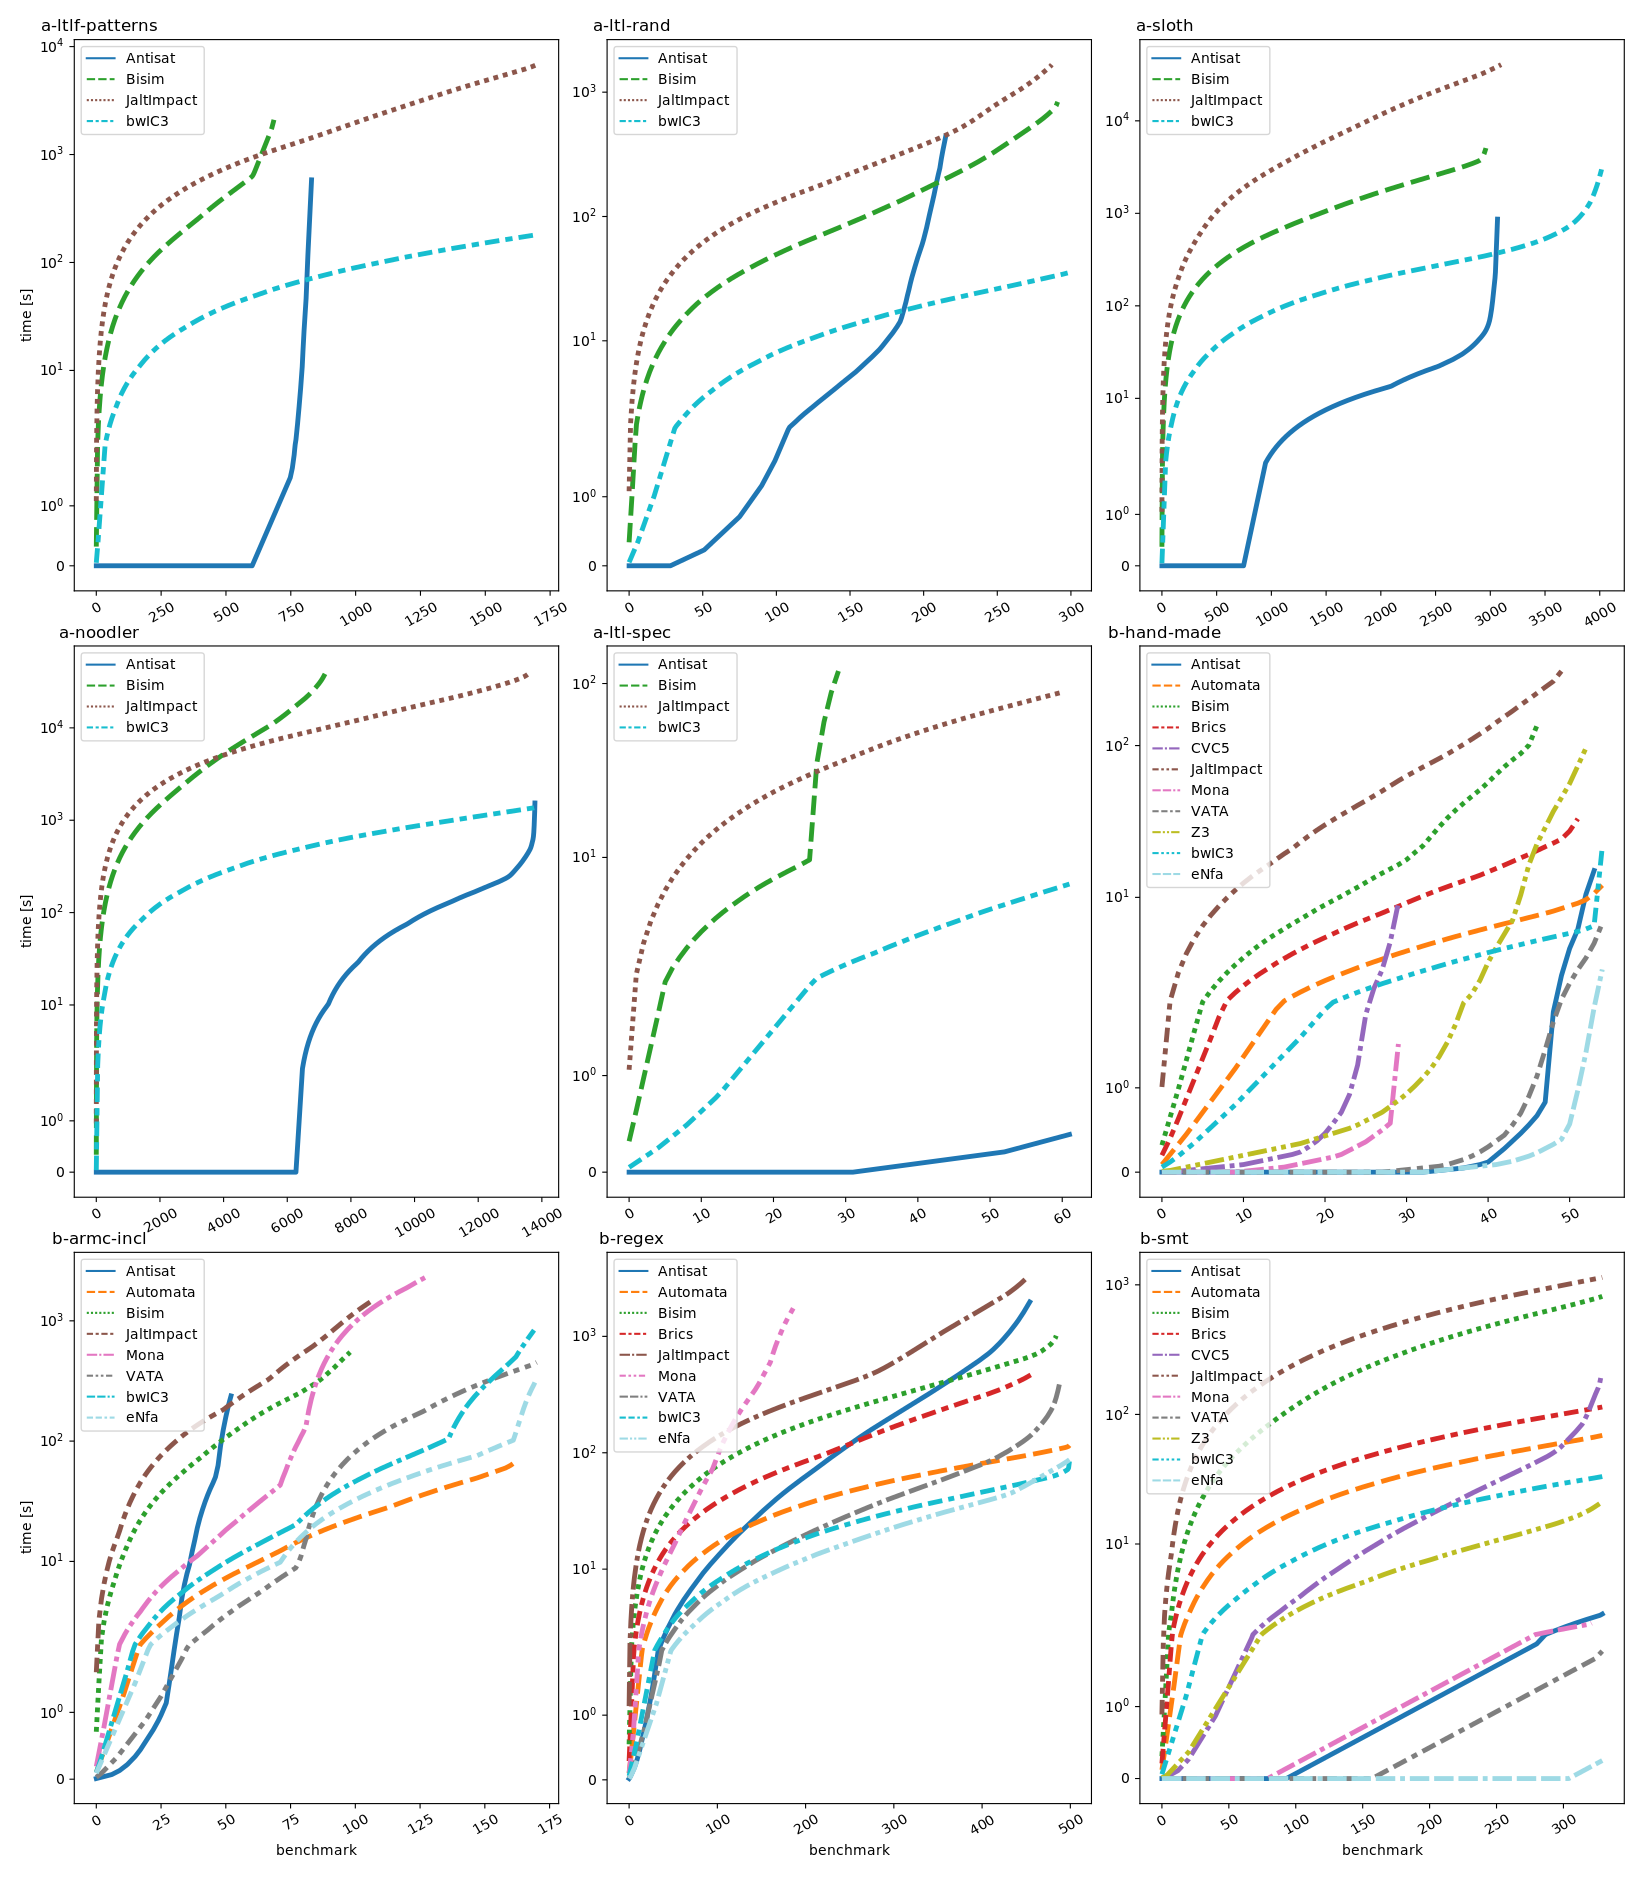 a-ltlf-patterns
time [s]
10^4
10^3
10^2
10^1
10^0
0
Antisat
Bisim
JaltImpact
bwIC3
0 250 500 750 1000 1250 1500 1750
a-ltl-rand
10^3
10^2
10^1
10^0
0
Antisat
Bisim
JaltImpact
bwIC3
0 50 100 150 200 250 300
a-sloth
10^4
10^3
10^2
10^1
10^0
0
Antisat
Bisim
JaltImpact
bwIC3
0 500 1000 1500 2000 2500 3000 3500 4000
a-noodler
time [s]
10^4
10^3
10^2
10^1
10^0
0
Antisat
Bisim
JaltImpact
bwIC3
0 2000 4000 6000 8000 10000 12000 14000
a-ltl-spec
10^2
10^1
10^0
0
Antisat
Bisim
JaltImpact
bwIC3
0 10 20 30 40 50 60
b-hand-made
10^2
10^1
10^0
0
Antisat
Automata
Bisim
Brics
CVC5
JaltImpact
Mona
VATA
Z3
bwIC3
eNfa
0 10 20 30 40 50
b-armc-incl
time [s]
10^3
10^2
10^1
10^0
0
Antisat
Automata
Bisim
JaltImpact
Mona
VATA
bwIC3
eNfa
0 25 50 75 100 125 150 175
benchmark
b-regex
10^3
10^2
10^1
10^0
0
Antisat
Automata
Bisim
Brics
JaltImpact
Mona
VATA
bwIC3
eNfa
0 100 200 300 400 500
benchmark
b-smt
10^3
10^2
10^1
10^0
0
Antisat
Automata
Bisim
Brics
CVC5
JaltImpact
Mona
VATA
Z3
bwIC3
eNfa
0 50 100 150 200 250 300
benchmark